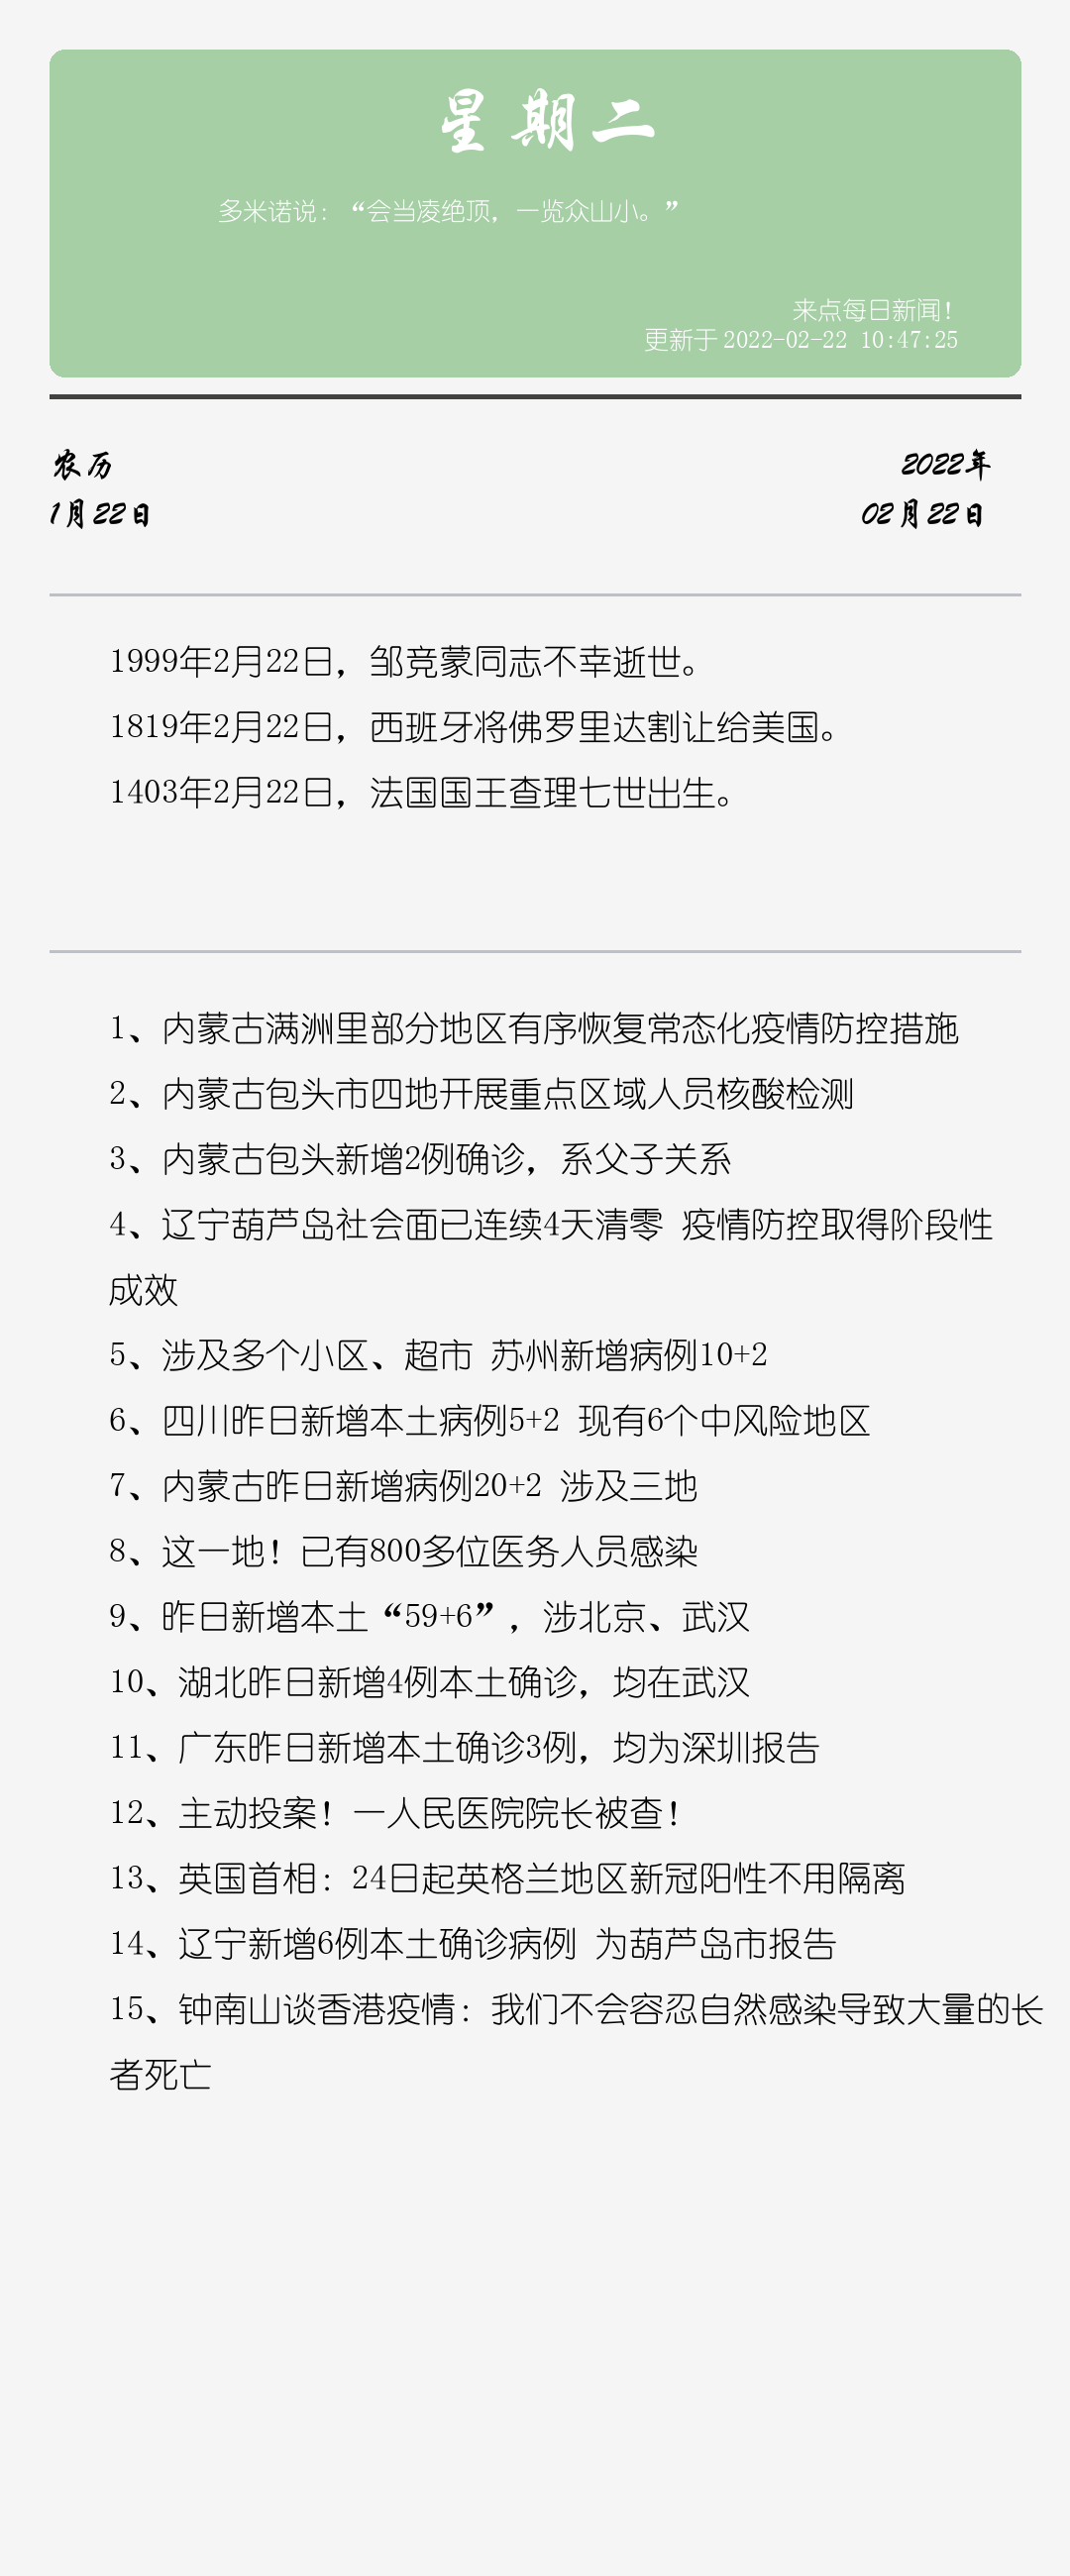 星期二
多米诺说：“会当凌绝顶，一览众山小。”
来点每日新闻！
更新于 2022-02-22 10:47:25
农历
2022年
1月22日
02月22日
1999年2月22日，邹竞蒙同志不幸逝世。
1819年2月22日，西班牙将佛罗里达割让给美国。
1403年2月22日，法国国王查理七世出生。
1、内蒙古满洲里部分地区有序恢复常态化疫情防控措施
2、内蒙古包头市四地开展重点区域人员核酸检测
3、内蒙古包头新增2例确诊，系父子关系
4、辽宁葫芦岛社会面已连续4天清零 疫情防控取得阶段性
成效
5、涉及多个小区、超市 苏州新增病例10+2
6、四川昨日新增本土病例5+2 现有6个中风险地区
7、内蒙古昨日新增病例20+2 涉及三地
8、这一地！已有800多位医务人员感染
9、昨日新增本土“59+6”，涉北京、武汉
10、湖北昨日新增4例本土确诊，均在武汉
11、广东昨日新增本土确诊3例，均为深圳报告
12、主动投案！一人民医院院长被查！
13、英国首相：24日起英格兰地区新冠阳性不用隔离
14、辽宁新增6例本土确诊病例 为葫芦岛市报告
15、钟南山谈香港疫情：我们不会容忍自然感染导致大量的长
者死亡